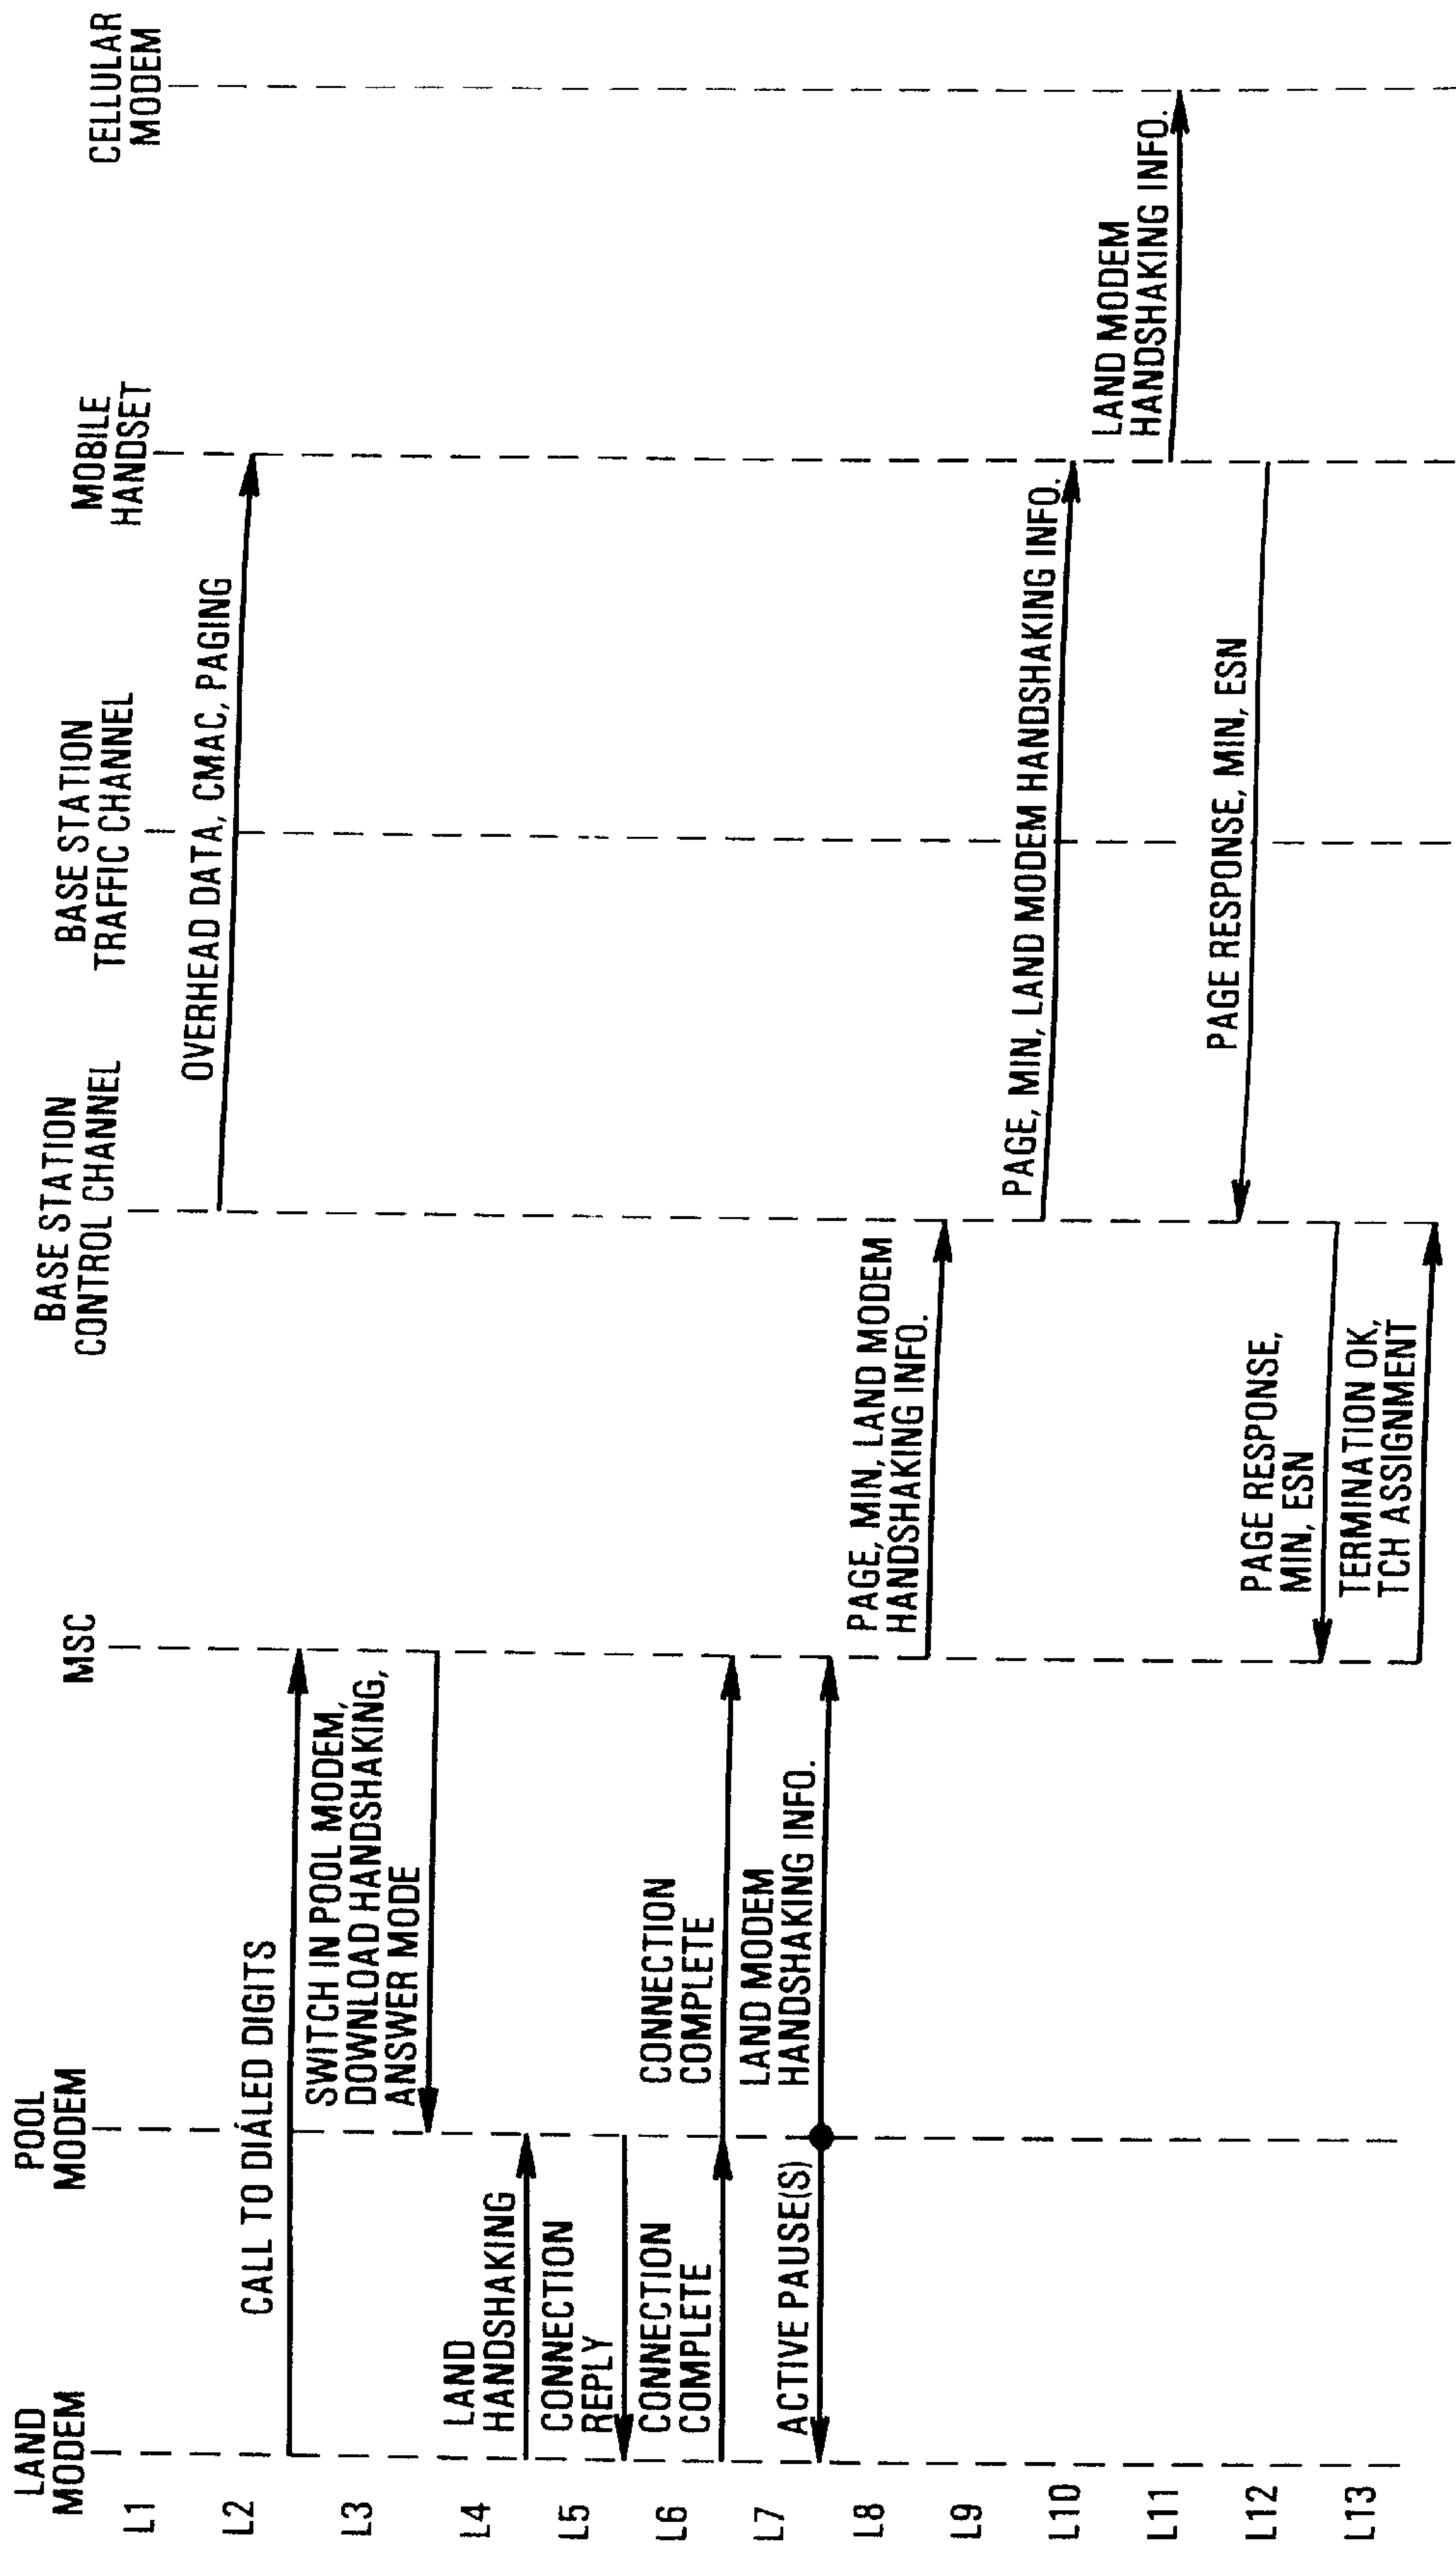 LAND
MODEM
POOL
MODEM
MSC
BASE STATION
CONTROL CHANNEL
BASE STATION
TRAFFIC CHANNEL
MOBILE
HANDSET
CELLULAR
MODEM
L1
OVERHEAD DATA, CMAC, PAGING
L2
CALL TO DIALED DIGITS
L3
SWITCH IN POOL MODEM,
DOWNLOAD HANDSHAKING,
ANSWER MODE
L4
LAND
HANDSHAKING
L5
CONNECTION
REPLY
L6
CONNECTION
COMPLETE
CONNECTION
COMPLETE
L7
ACTIVE PAUSE(S)
LAND MODEM
HANDSHAKING INFO.
L8
PAGE, MIN, LAND MODEM
HANDSHAKING INFO.
L9
PAGE, MIN, LAND MODEM HANDSHAKING INFO.
L10
LAND MODEM
HANDSHAKING INFO.
L11
PAGE RESPONSE, MIN, ESN
L12
PAGE RESPONSE,
MIN, ESN
L13
TERMINATION OK,
TCH ASSIGNMENT